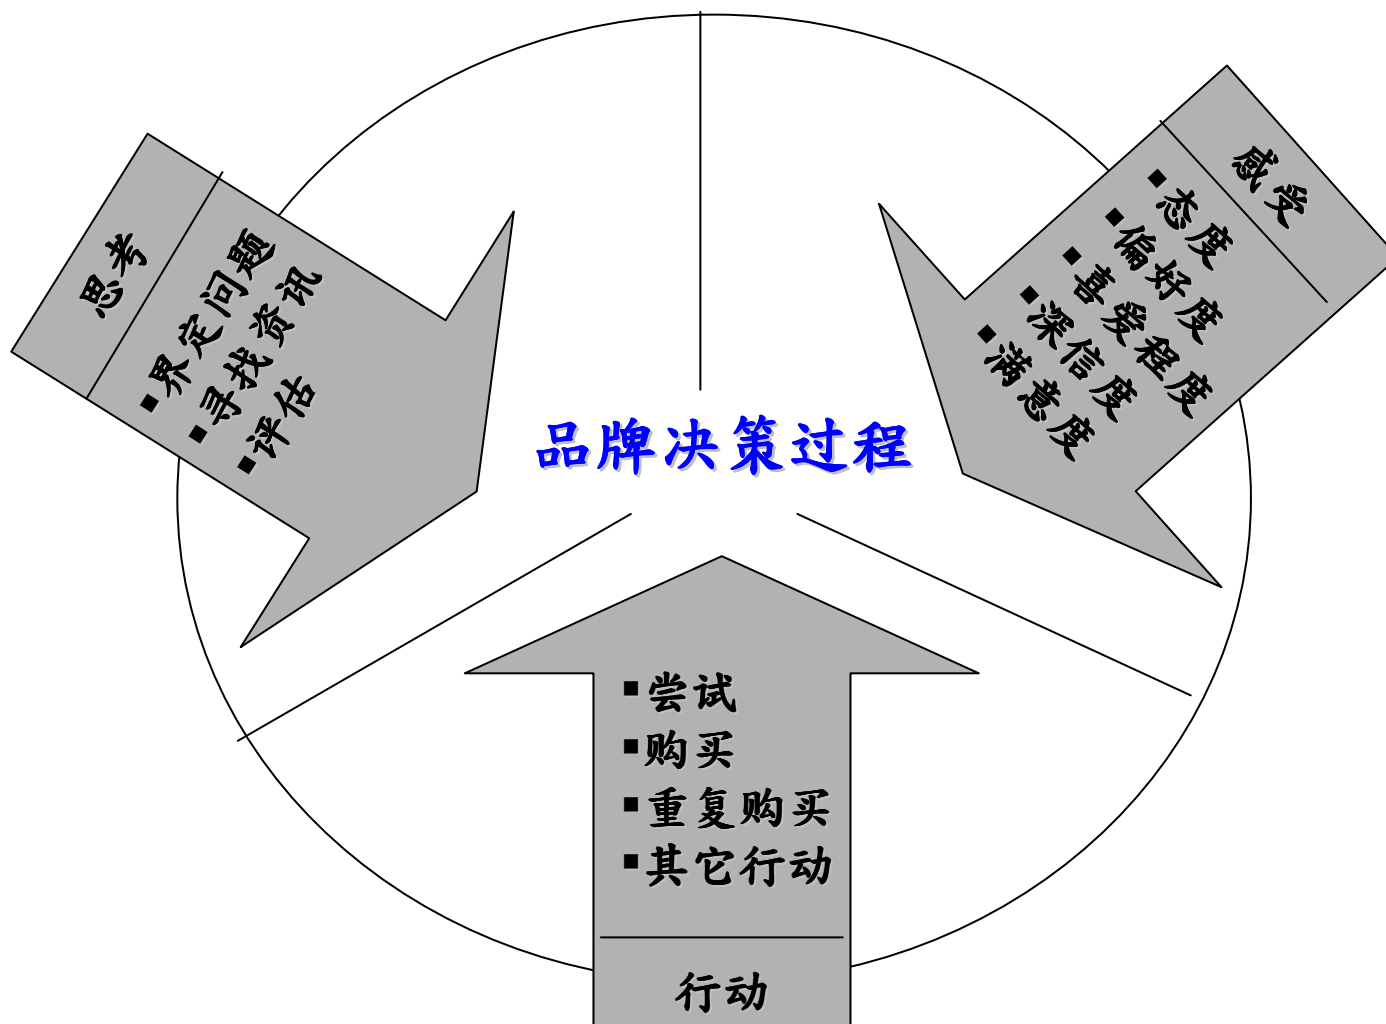 思考
▪界定问题
▪寻找资讯
▪评估
感受
▪态度
▪偏好度
▪喜爱程度
▪深信度
▪满意度
品牌决策过程
▪尝试
▪购买
▪重复购买
▪其它行动
行动